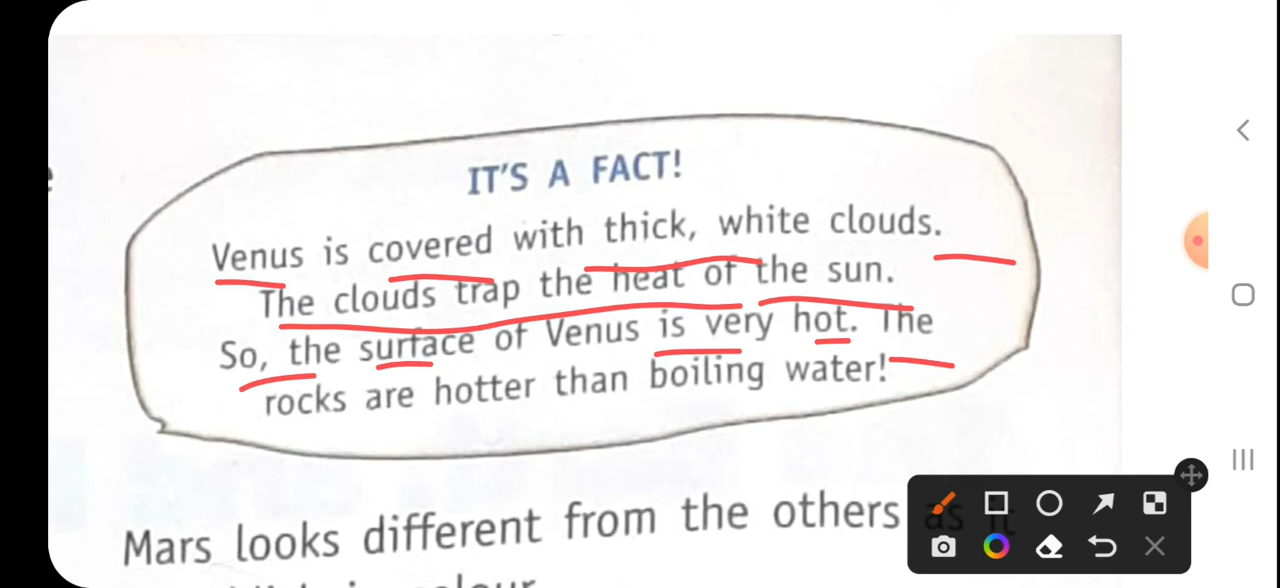 IT'S A FACT!
Venus is covered with thick, white clouds.
The clouds trap the heat of the sun.
So, the surface of Venus is very hot. The
rocks are hotter than boiling water!
Mars looks different from the others as it
colour